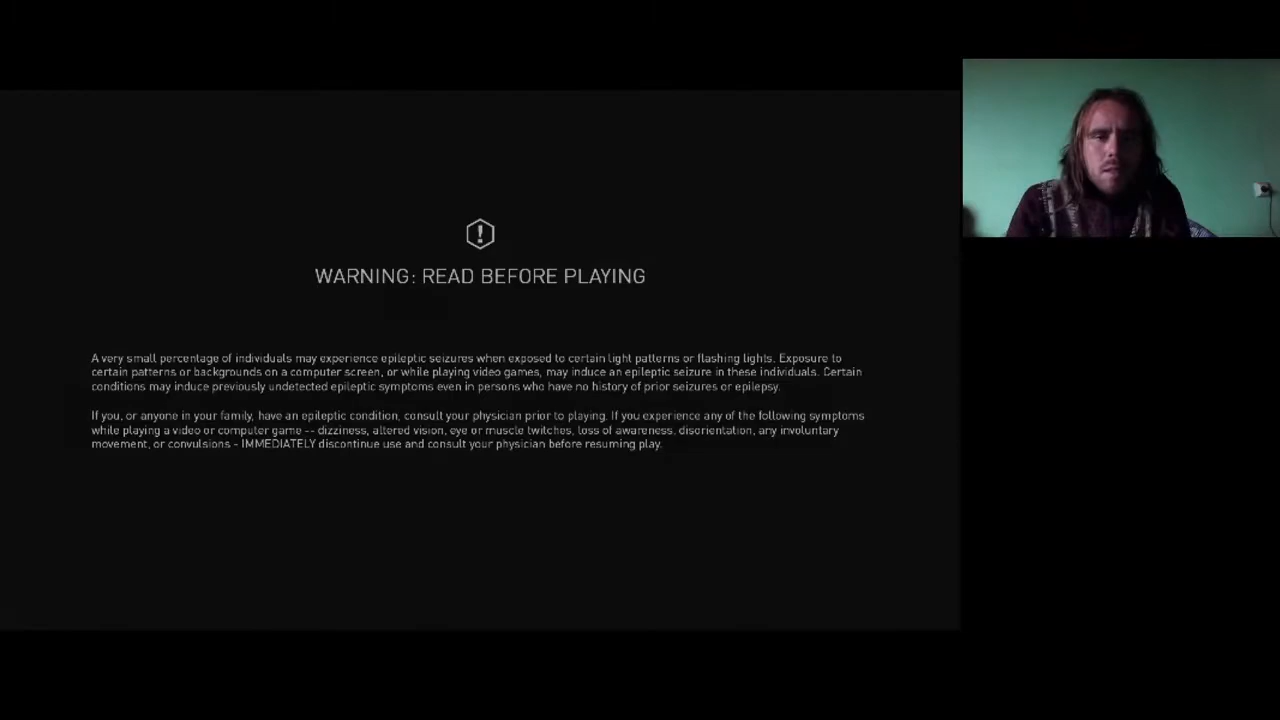 WARNING: READ BEFORE PLAYING
A very small percentage of individuals may experience epileptic seizures when exposed to certain light patterns or flashing lights. Exposure to
certain patterns or backgrounds on a computer screen, or while playing video games, may induce an epileptic seizure in these individuals. Certain
conditions may induce previously undetected epileptic symptoms even in persons who have no history of prior seizures or epilepsy.
If you, or anyone in your family, have an epileptic condition, consult your physician prior to playing. If you experience any of the following symptoms
while playing a video or computer game -- dizziness, altered vision, eye or muscle twitches, loss of awareness, disorientation, any involuntary
movement, or convulsions - IMMEDIATELY discontinue use and consult your physician before resuming play.